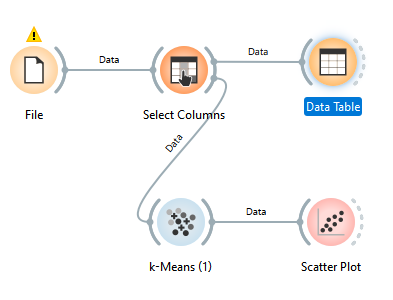 Data
Data
File
Select Columns
Data Table
Data
Data
k-Means (1)
Scatter Plot